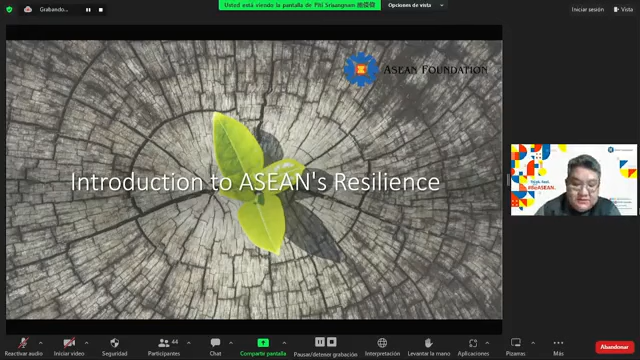 Grabando...
Usted está viendo la pantalla de Piti Srisangnam
Opciones de vista
Iniciar sesión
Vista
ASEAN FOUNDATION
Introduction to ASEAN's Resilience
#BeASEAN
Reactivar audio
Iniciar video
Seguridad
Participantes
44
Chat
Compartir pantalla
Pausar/detener grabación
Interpretación
Levantar la mano
Aplicaciones
Pizarras
Más
Abandonar